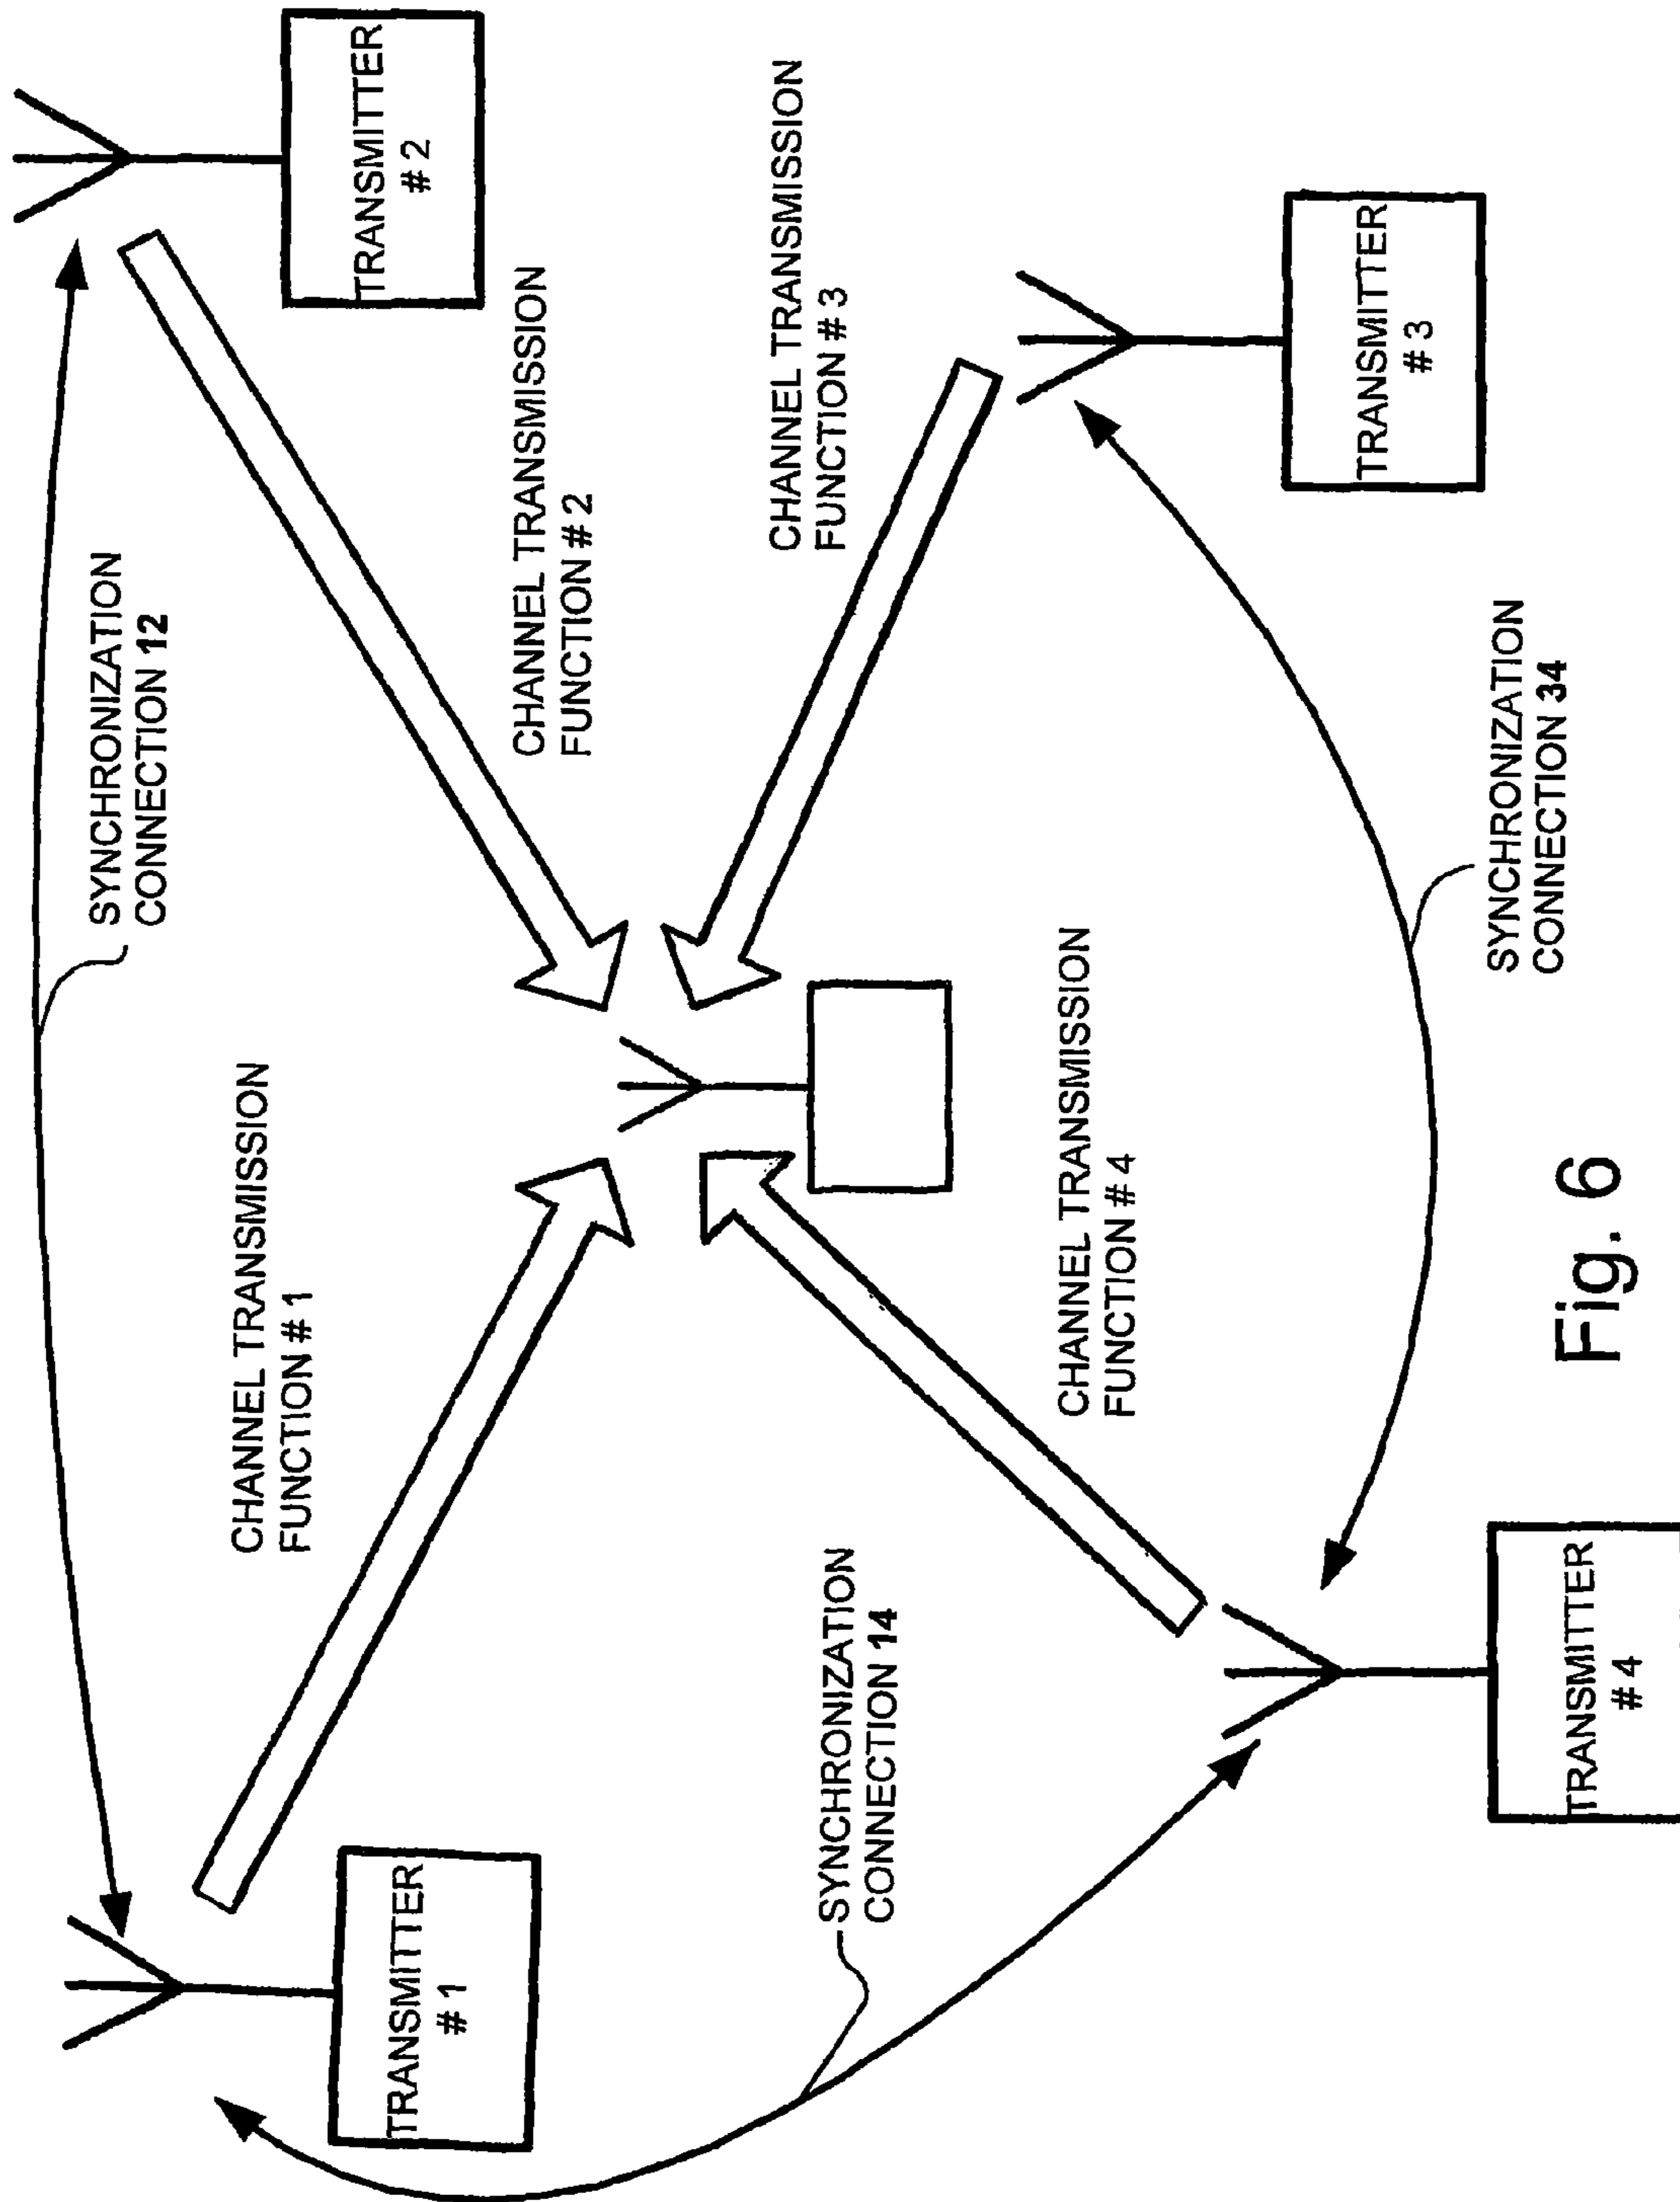 SYNCHRONIZATION
CONNECTION 12
TRANSMITTER
# 1
TRANSMITTER
# 2
CHANNEL TRANSMISSION
FUNCTION # 1
CHANNEL TRANSMISSION
FUNCTION # 2
CHANNEL TRANSMISSION
FUNCTION # 3
SYNCHRONIZATION
CONNECTION 14
CHANNEL TRANSMISSION
FUNCTION # 4
TRANSMITTER
# 3
TRANSMITTER
# 4
SYNCHRONIZATION
CONNECTION 34
Fig. 6